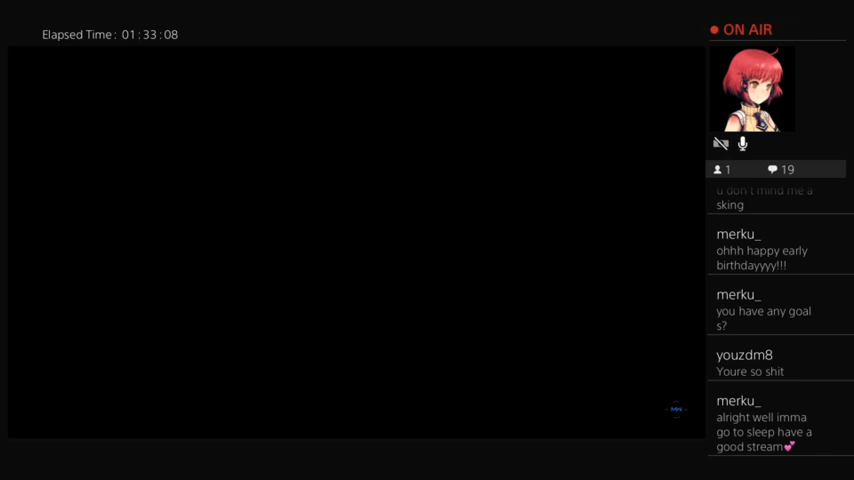 Elapsed Time: 01:33:08
ON AIR
1
19
u don't mind me a
sking
merku_
ohhh happy early
birthdayyyy!!!
merku_
you have any goal
s?
youzdm8
Youre so shit
merku_
alright well imma
go to sleep have a
good stream💕
MW